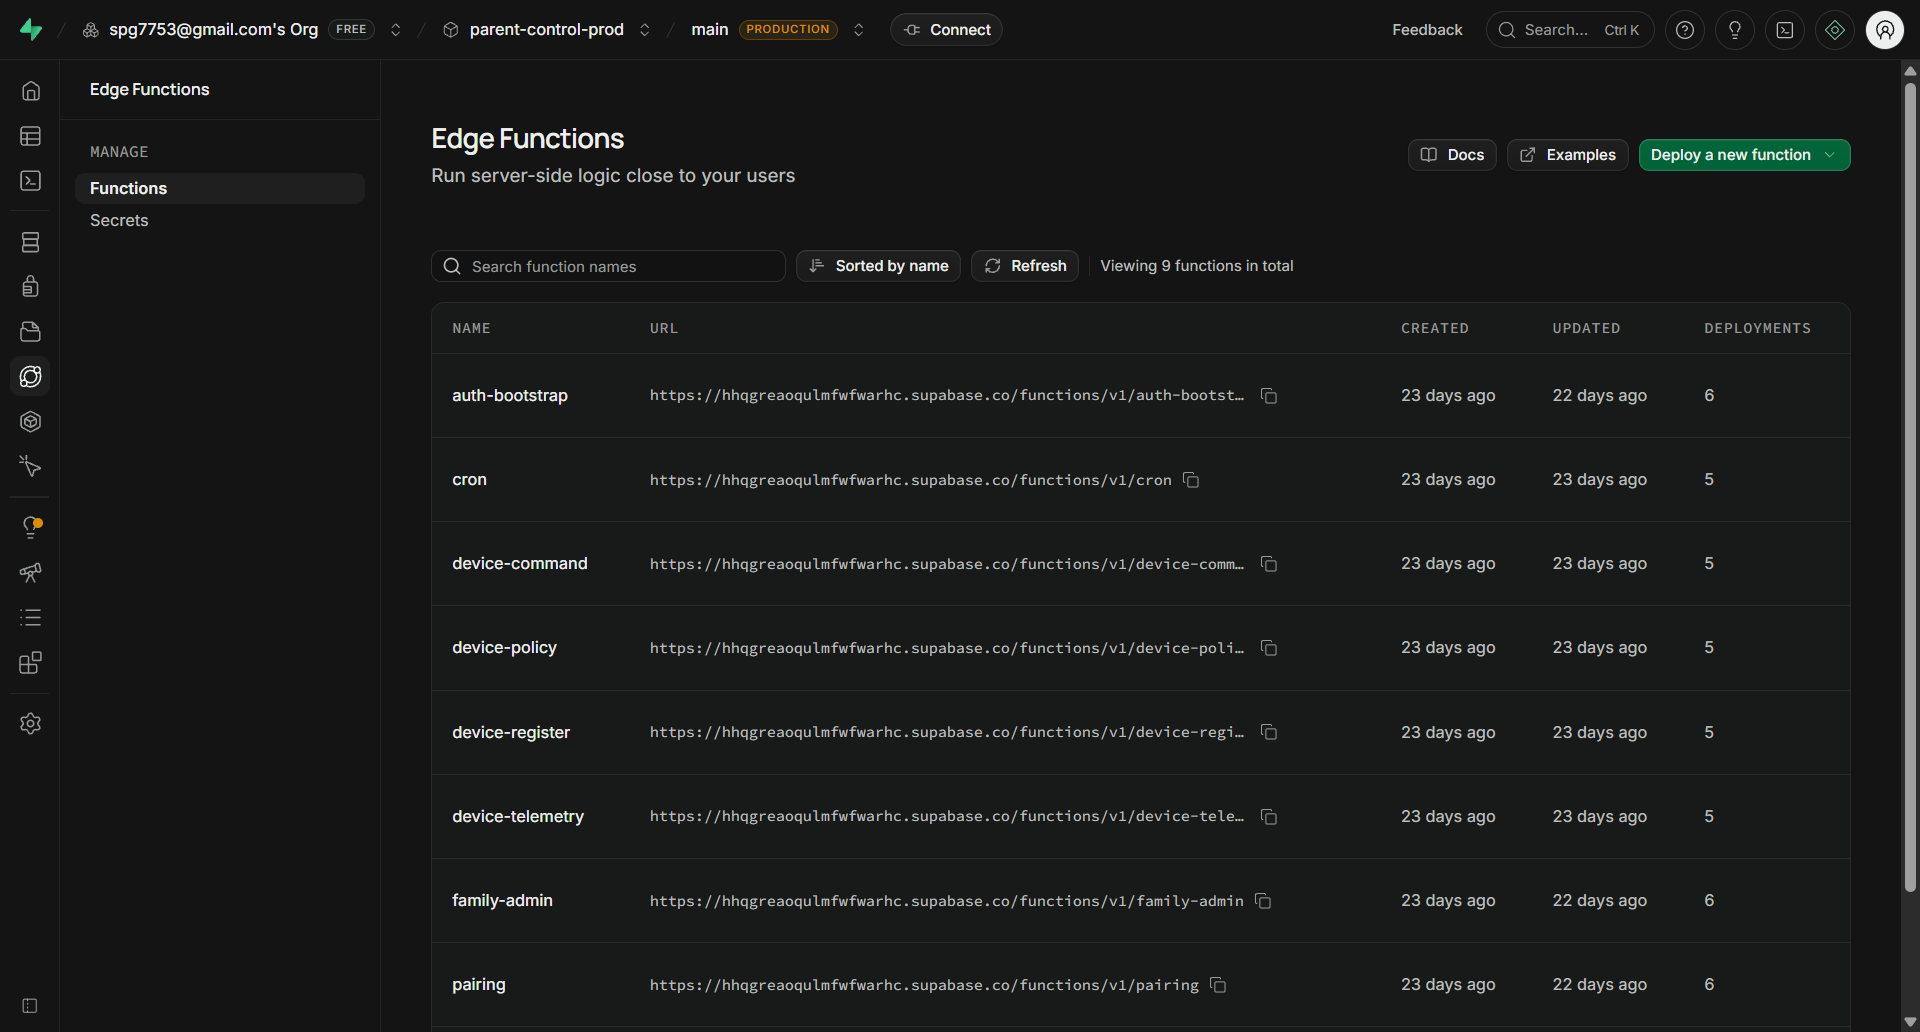 spg7753@gmail.com's Org FREE parent-control-prod main PRODUCTION Connect Feedback Search... Ctrl K
Edge Functions
MANAGE
Functions
Secrets
Edge Functions
Run server-side logic close to your users
Docs Examples Deploy a new function
Search function names Sorted by name Refresh Viewing 9 functions in total
NAME URL CREATED UPDATED DEPLOYMENTS
auth-bootstrap https://hhqgreaoqulmfwfwarhc.supabase.co/functions/v1/auth-bootst… 23 days ago 22 days ago 6
cron https://hhqgreaoqulmfwfwarhc.supabase.co/functions/v1/cron 23 days ago 23 days ago 5
device-command https://hhqgreaoqulmfwfwarhc.supabase.co/functions/v1/device-comm… 23 days ago 23 days ago 5
device-policy https://hhqgreaoqulmfwfwarhc.supabase.co/functions/v1/device-poli… 23 days ago 23 days ago 5
device-register https://hhqgreaoqulmfwfwarhc.supabase.co/functions/v1/device-regi… 23 days ago 23 days ago 5
device-telemetry https://hhqgreaoqulmfwfwarhc.supabase.co/functions/v1/device-tele… 23 days ago 23 days ago 5
family-admin https://hhqgreaoqulmfwfwarhc.supabase.co/functions/v1/family-admin 23 days ago 22 days ago 6
pairing https://hhqgreaoqulmfwfwarhc.supabase.co/functions/v1/pairing 23 days ago 22 days ago 6